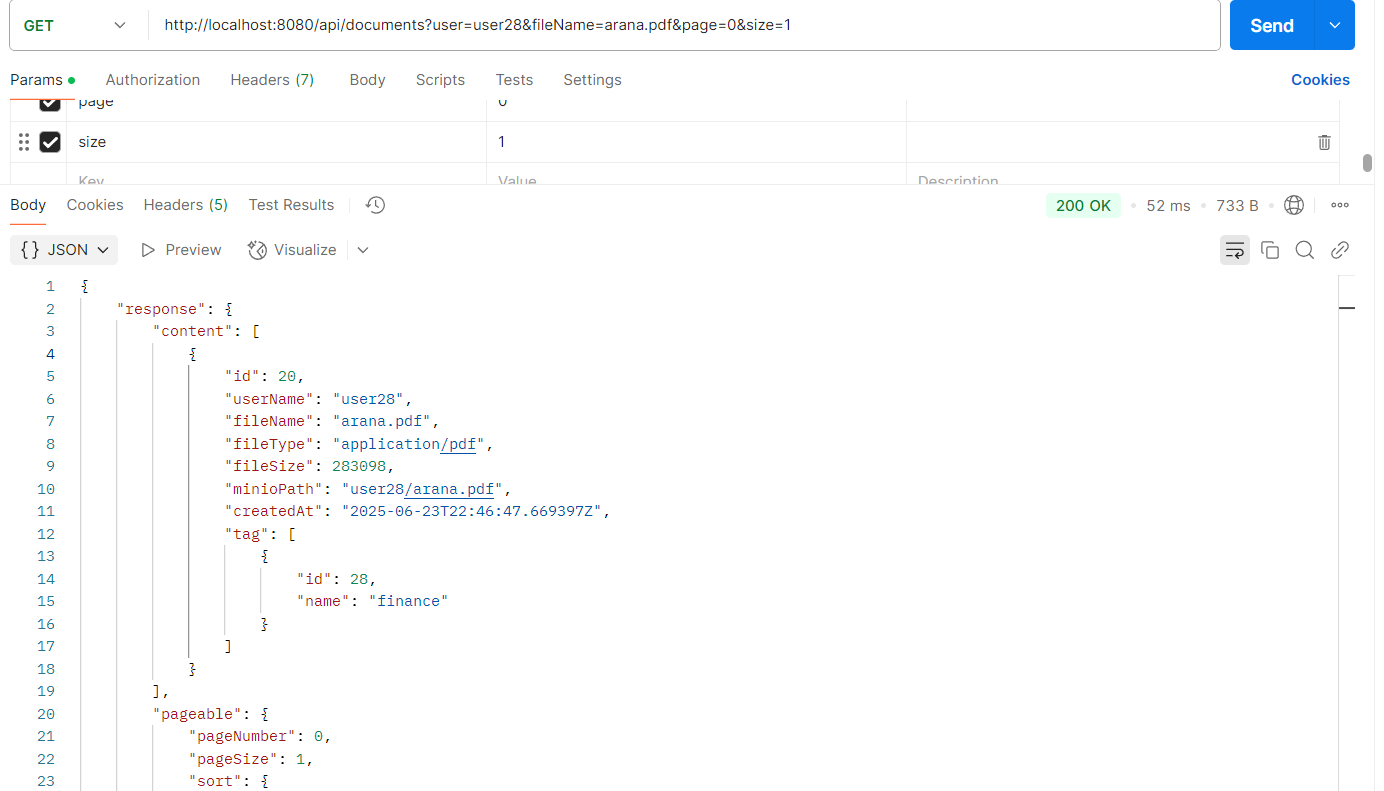 GET http://localhost:8080/api/documents?user=user28&fileName=arana.pdf&page=0&size=1 Send
Params Authorization Headers (7) Body Scripts Tests Settings Cookies
page 0
size 1
Key Value Description
Body Cookies Headers (5) Test Results 200 OK 52 ms 733 B
{} JSON Preview Visualize
1 {
2 "response": {
3 "content": [
4 {
5 "id": 20,
6 "userName": "user28",
7 "fileName": "arana.pdf",
8 "fileType": "application/pdf",
9 "fileSize": 283098,
10 "minioPath": "user28/arana.pdf",
11 "createdAt": "2025-06-23T22:46:47.669397Z",
12 "tag": [
13 {
14 "id": 28,
15 "name": "finance"
16 }
17 ]
18 }
19 ],
20 "pageable": {
21 "pageNumber": 0,
22 "pageSize": 1,
23 "sort": {